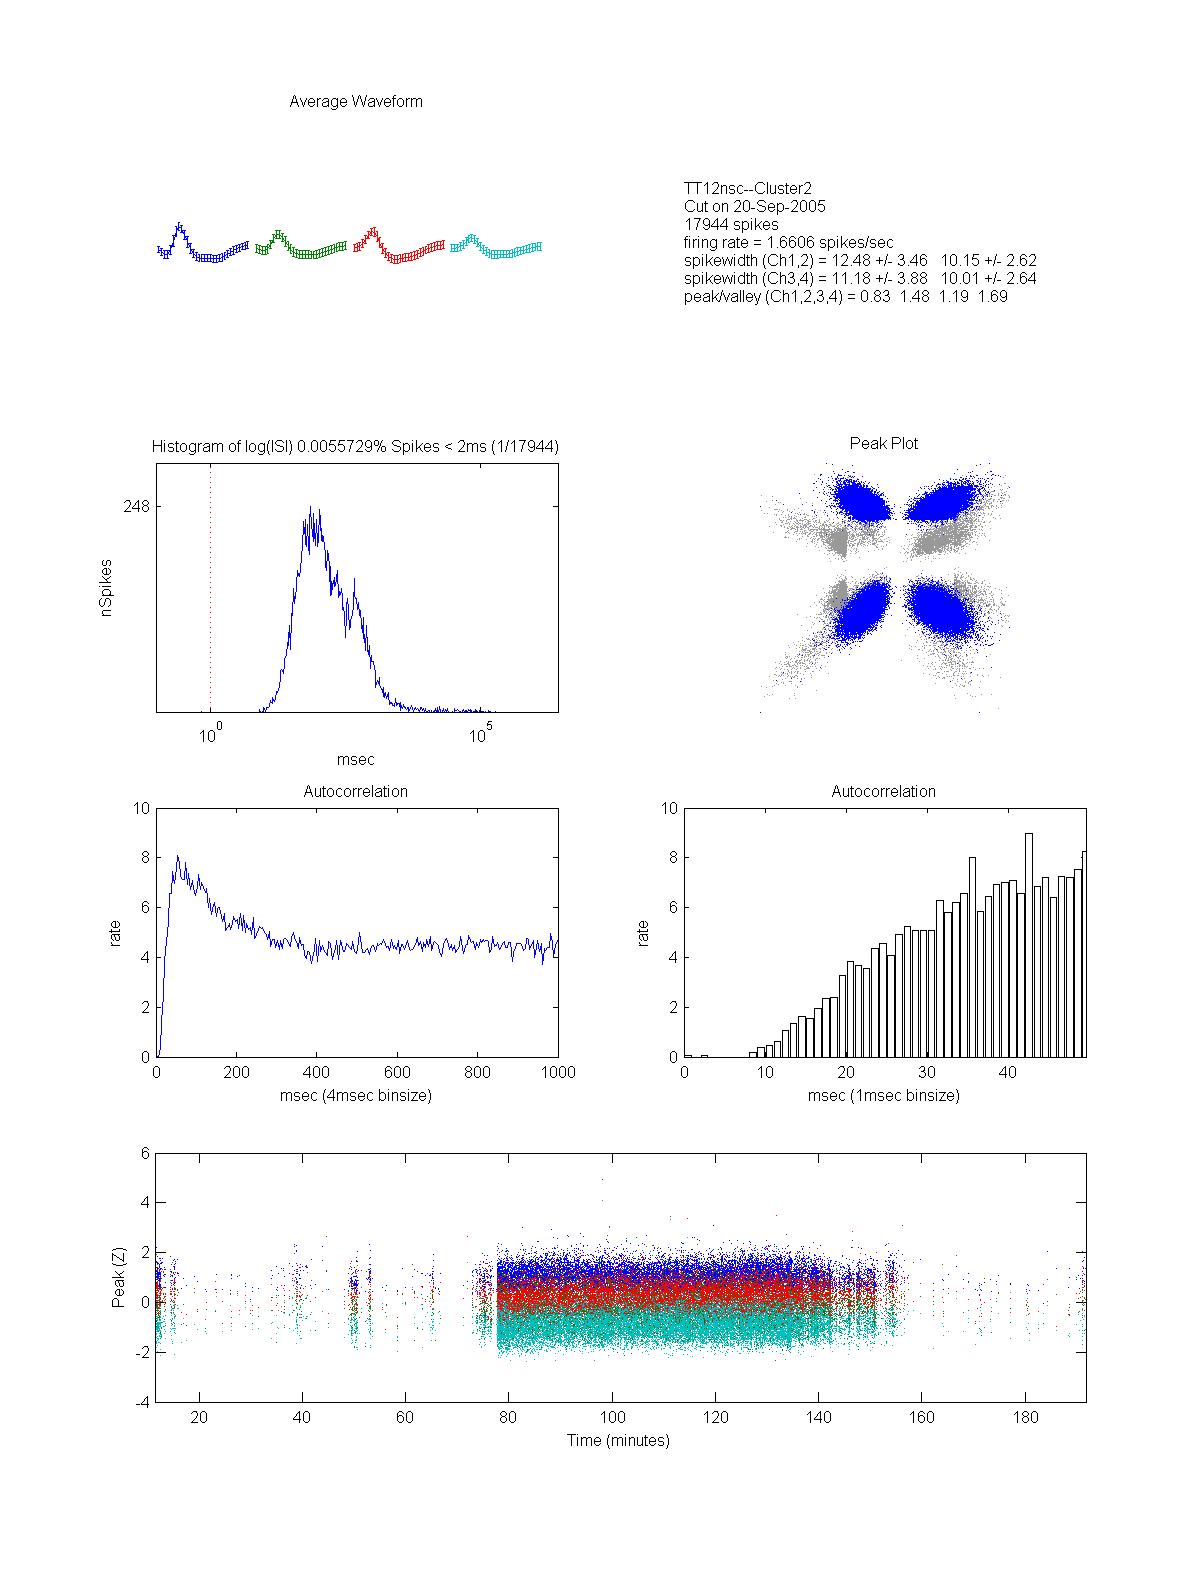 Average Waveform
TT12nsc--Cluster2
Cut on 20-Sep-2005
17944 spikes
firing rate = 1.6606 spikes/sec
spikewidth (Ch1,2) = 12.48 +/- 3.46 10.15 +/- 2.62
spikewidth (Ch3,4) = 11.18 +/- 3.88 10.01 +/- 2.64
peak/valley (Ch1,2,3,4) = 0.83 1.48 1.19 1.69
Histogram of log(ISI) 0.0055729% Spikes < 2ms (1/17944)
248
nSpikes
10^0 10^5
msec
Peak Plot
Autocorrelation
10
8
6
4
2
0
rate
0 200 400 600 800 1000
msec (4msec binsize)
Autocorrelation
10
8
6
4
2
0
rate
0 10 20 30 40
msec (1msec binsize)
6
4
2
0
-2
-4
Peak (Z)
20 40 60 80 100 120 140 160 180
Time (minutes)